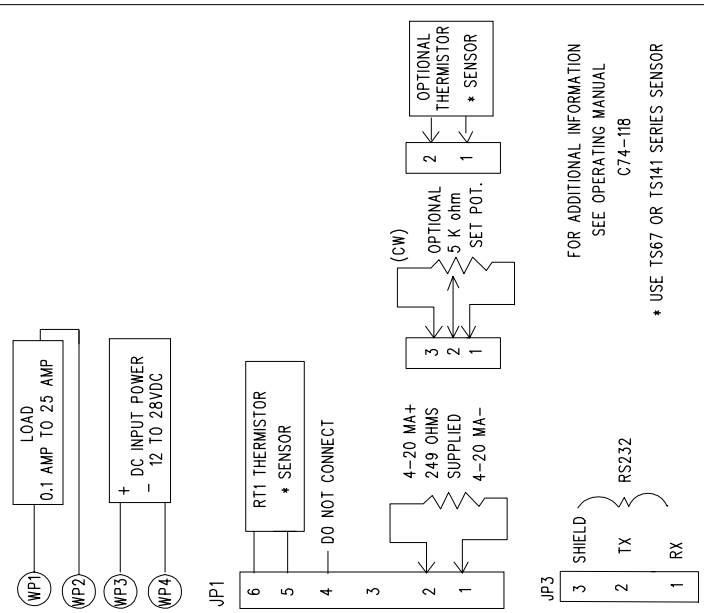 WP1
LOAD
0.1 AMP TO 25 AMP
WP2
WP3
+ DC INPUT POWER
- 12 TO 28VDC
WP4
JP1
6
5
4
3
2
1
RT1 THERMISTOR
* SENSOR
DO NOT CONNECT
4-20 MA+
249 OHMS
SUPPLIED
4-20 MA-
3
2
1
(CW)
OPTIONAL
5 K ohm
SET POT.
2
1
OPTIONAL
THERMISTOR
* SENSOR
JP3
3 SHIELD
2 TX
1 RX
RS232
FOR ADDITIONAL INFORMATION
SEE OPERATING MANUAL
C74-118
* USE TS67 OR TS141 SERIES SENSOR